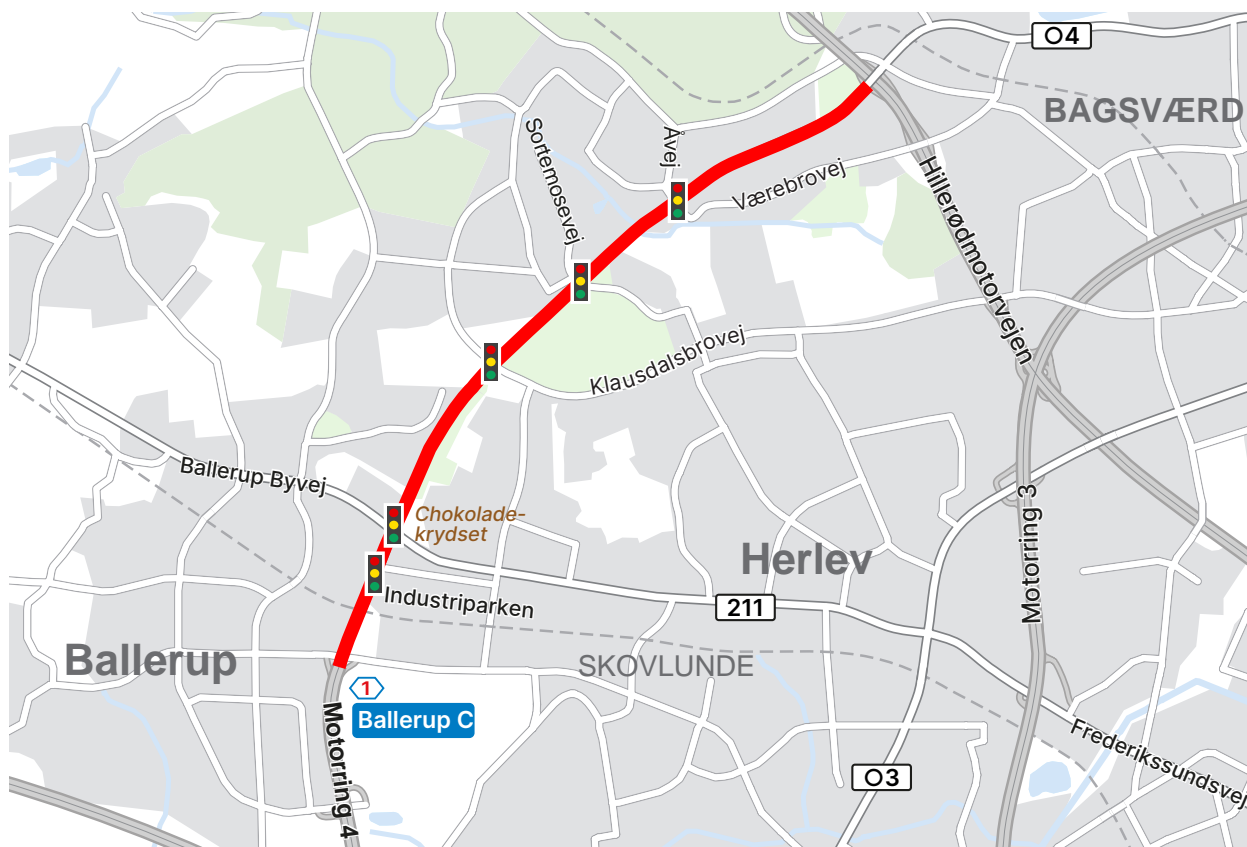 O4
BAGSVÆRD
Sortemosevej
Åvej
Værebrovej
Hillerødmotorvejen
Klausdalsbrovej
Ballerup Byvej
Chokolade-
krydset
Motorring 3
Herlev
Industriparken
211
Ballerup
SKOVLUNDE
1
Ballerup C
Motorring 4
O3
Frederikssundsvej